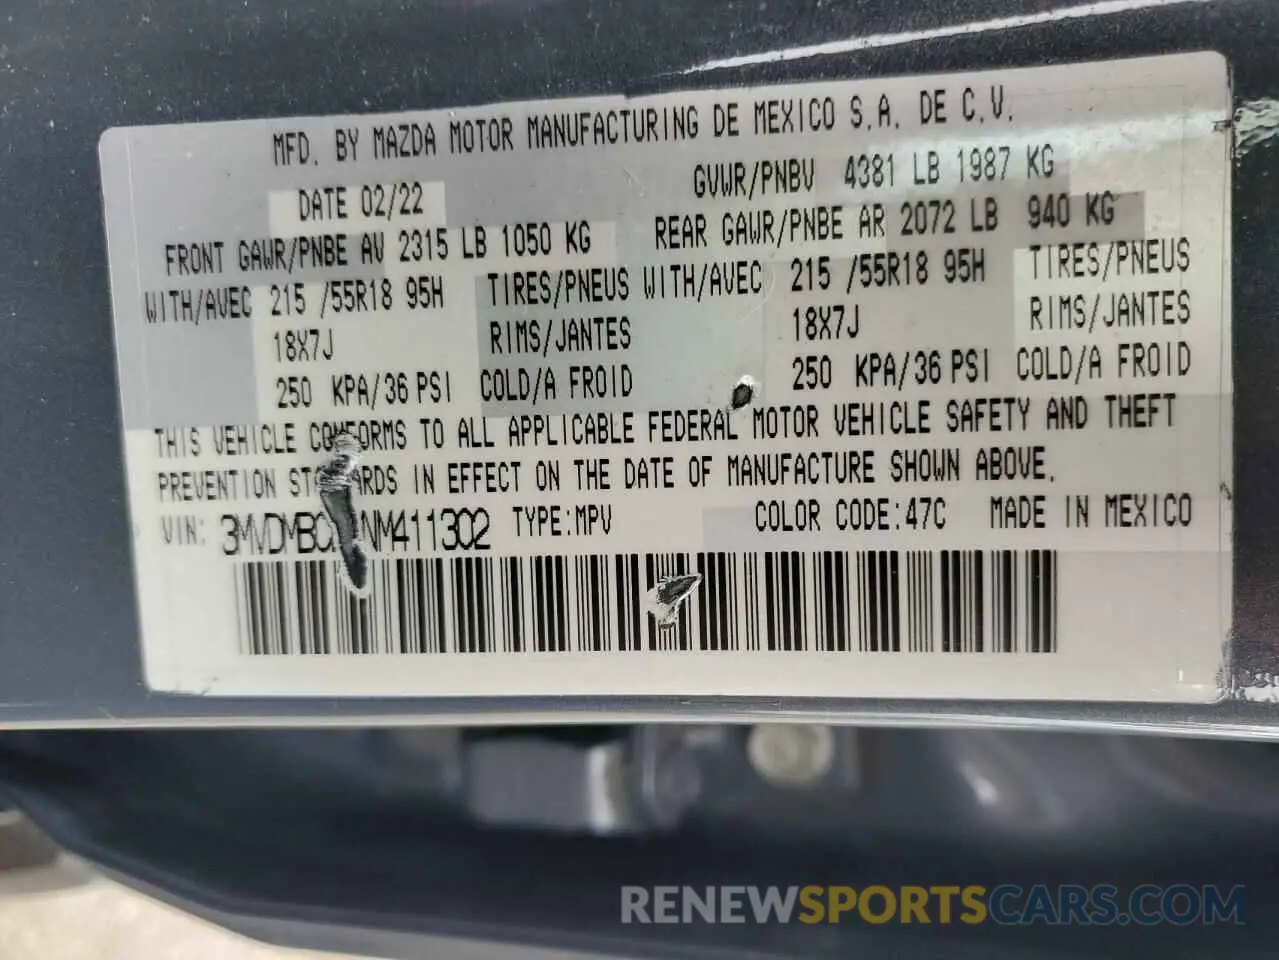 MFD. BY MAZDA MOTOR MANUFACTURING DE MEXICO S.A. DE C.V.
DATE 02/22 GVWR/PNBV 4381 LB 1987 KG
FRONT GAWR/PNBE AV 2315 LB 1050 KG REAR GAWR/PNBE AR 2072 LB 940 KG
WITH/AVEC 215 /55R18 95H TIRES/PNEUS WITH/AVEC 215 /55R18 95H TIRES/PNEUS
18X7J RIMS/JANTES 18X7J RIMS/JANTES
250 KPA/36 PSI COLD/A FROID 250 KPA/36 PSI COLD/A FROID
THIS VEHICLE CONFORMS TO ALL APPLICABLE FEDERAL MOTOR VEHICLE SAFETY AND THEFT
PREVENTION STANDARDS IN EFFECT ON THE DATE OF MANUFACTURE SHOWN ABOVE.
VIN: TYPE:MPV COLOR CODE:47C MADE IN MEXICO
RENEWSPORTSCARS.COM